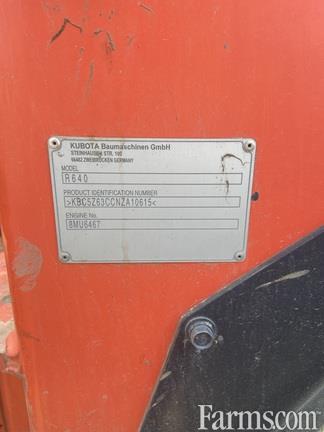 KUBOTA Baumaschinen GmbH
STEINHAUSER STR. 100
66482 ZWEIBRÜCKEN GERMANY
MODEL
R640
PRODUCT IDENTIFICATION NUMBER
>KBC5Z63CCNZA10615<
ENGINE No.
8MU6467
Farms.com®